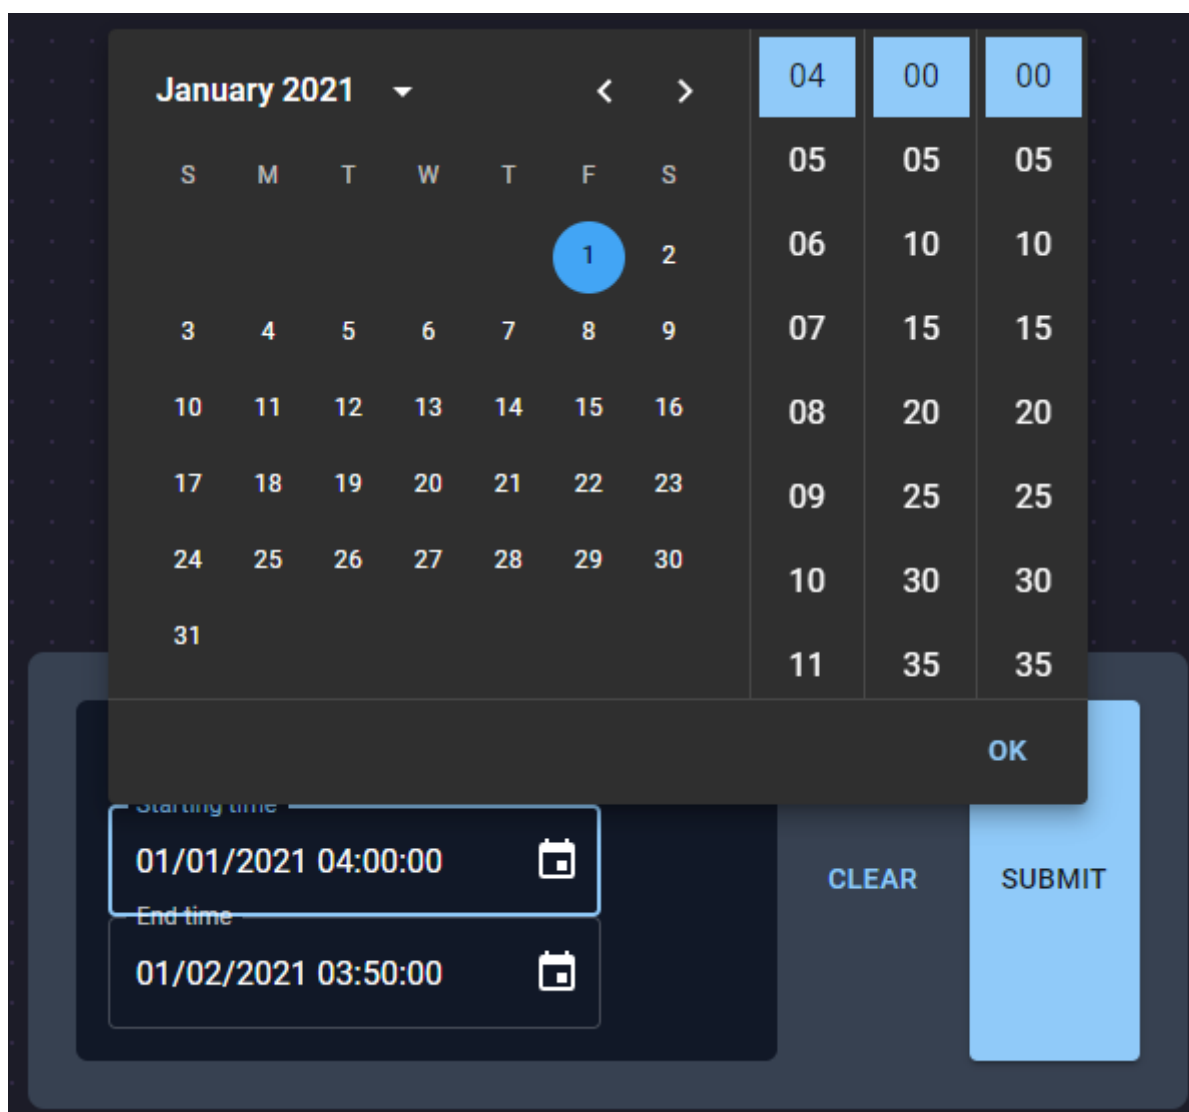 January 2021
S M T W T F S
1 2
3 4 5 6 7 8 9
10 11 12 13 14 15 16
17 18 19 20 21 22 23
24 25 26 27 28 29 30
31
04 00 00
05 05 05
06 10 10
07 15 15
08 20 20
09 25 25
10 30 30
11 35 35
OK
Starting time
01/01/2021 04:00:00
End time
01/02/2021 03:50:00
CLEAR
SUBMIT